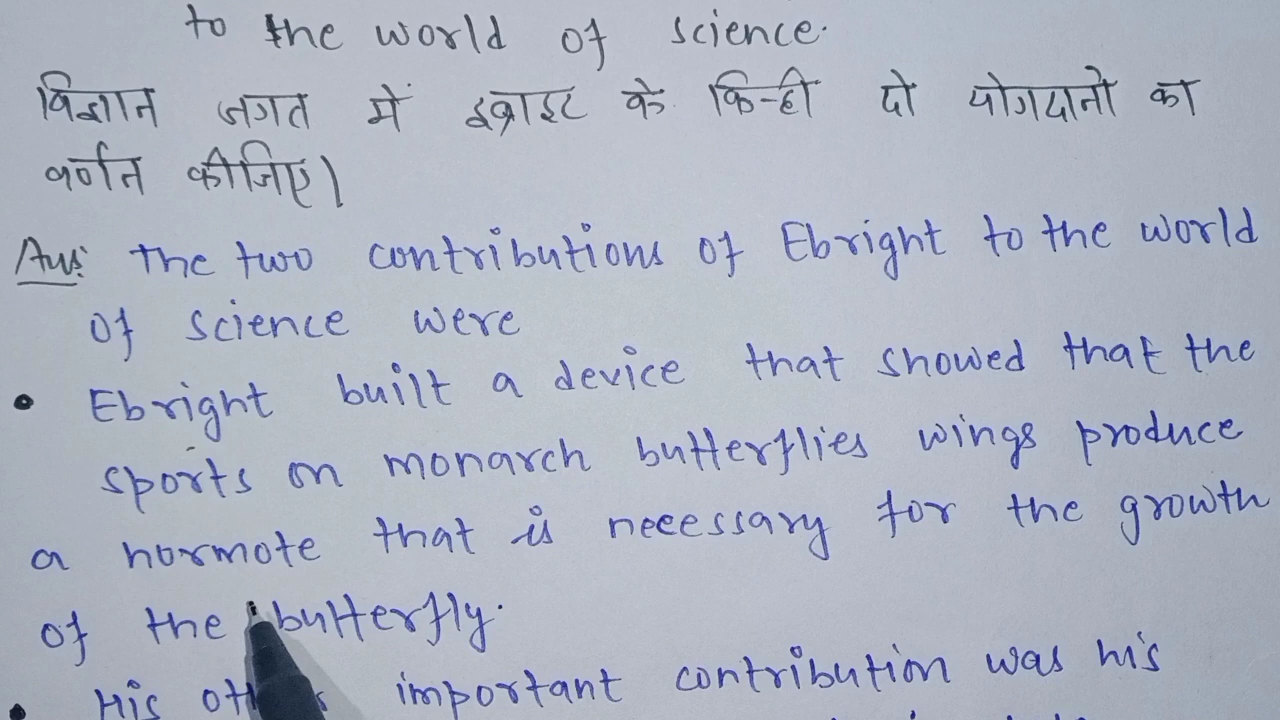 to the world of science.
विज्ञान जगत में इब्राइट के किन्ही दो योगदानो का
वर्णन कीजिए।
Ans: The two contributions of Ebright to the world
of science were
• Ebright built a device that showed that the
sports on monarch butterflies wings produce
a hormote that is necessary for the growth
of the butterfly.
• His important contribution was his